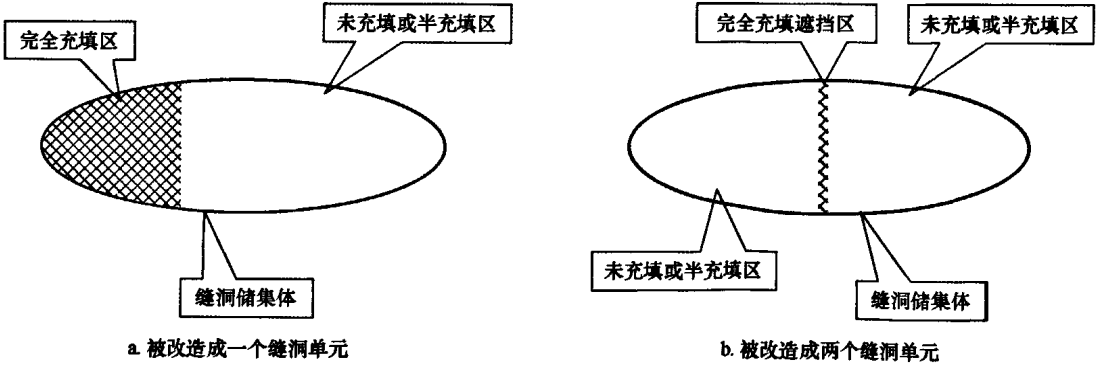 完全充填区
未充填或半充填区
缝洞储集体
a. 被改造成一个缝洞单元
完全充填遮挡区
未充填或半充填区
未充填或半充填区
缝洞储集体
b. 被改造成两个缝洞单元